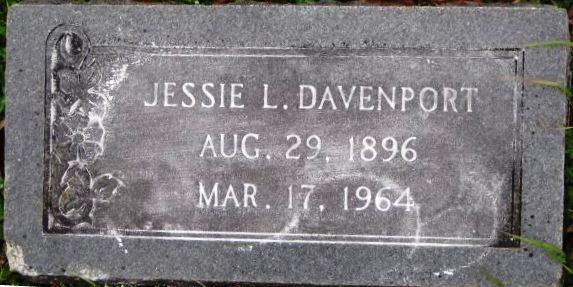 JESSIE L. DAVENPORT
AUG. 29, 1896
MAR. 17, 1964